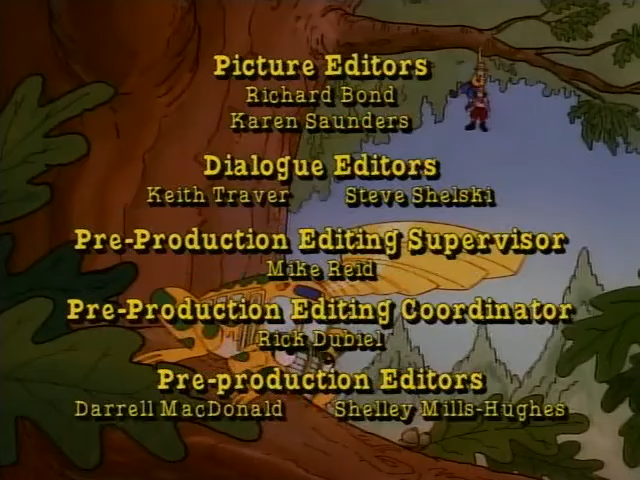 Picture Editors
Richard Bond
Karen Saunders
Dialogue Editors
Keith Traver Steve Shelski
Pre-Production Editing Supervisor
Mike Reid
Pre-Production Editing Coordinator
Rick Dubiel
Pre-production Editors
Darrell MacDonald Shelley Mills-Hughes